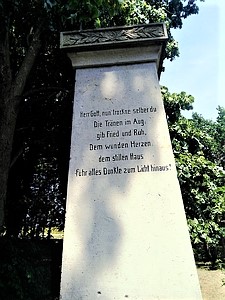 Herr Gott, nun trockne selber du
Die Tränen im Aug,
gib Fried und Ruh,
Dem wunden Herzen
dem stillen Haus
Führ alles Dunkle zum Licht hinaus!